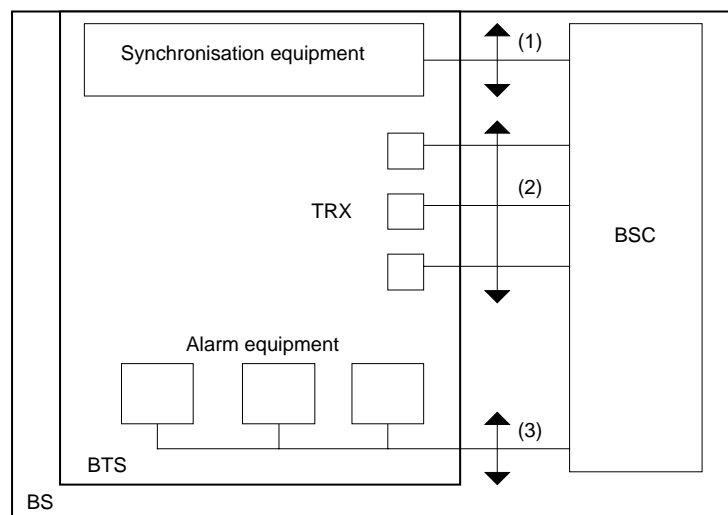 Synchronisation equipment
(1)
(2)
TRX
BSC
Alarm equipment
(3)
BTS
BS